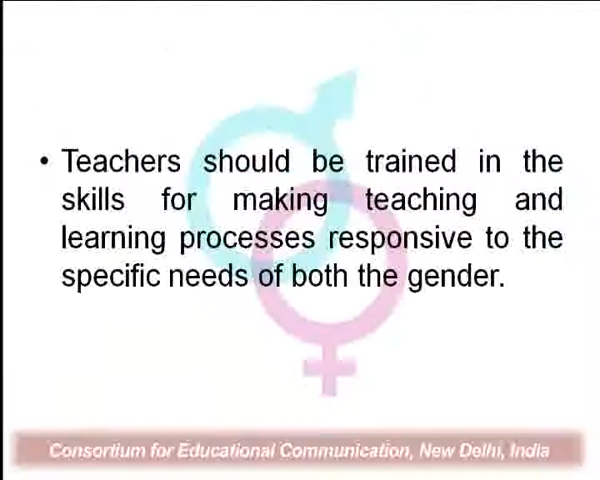 • Teachers should be trained in the
skills for making teaching and
learning processes responsive to the
specific needs of both the gender.
Consortium for Educational Communication, New Delhi, India